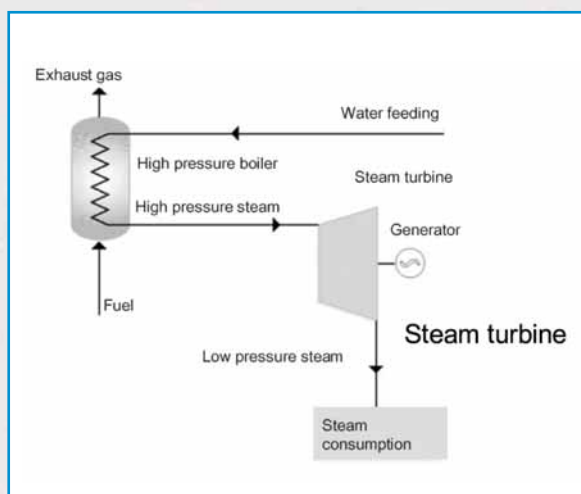 Exhaust gas
Water feeding
High pressure boiler
Steam turbine
High pressure steam
Generator
Fuel
Steam turbine
Low pressure steam
Steam
consumption